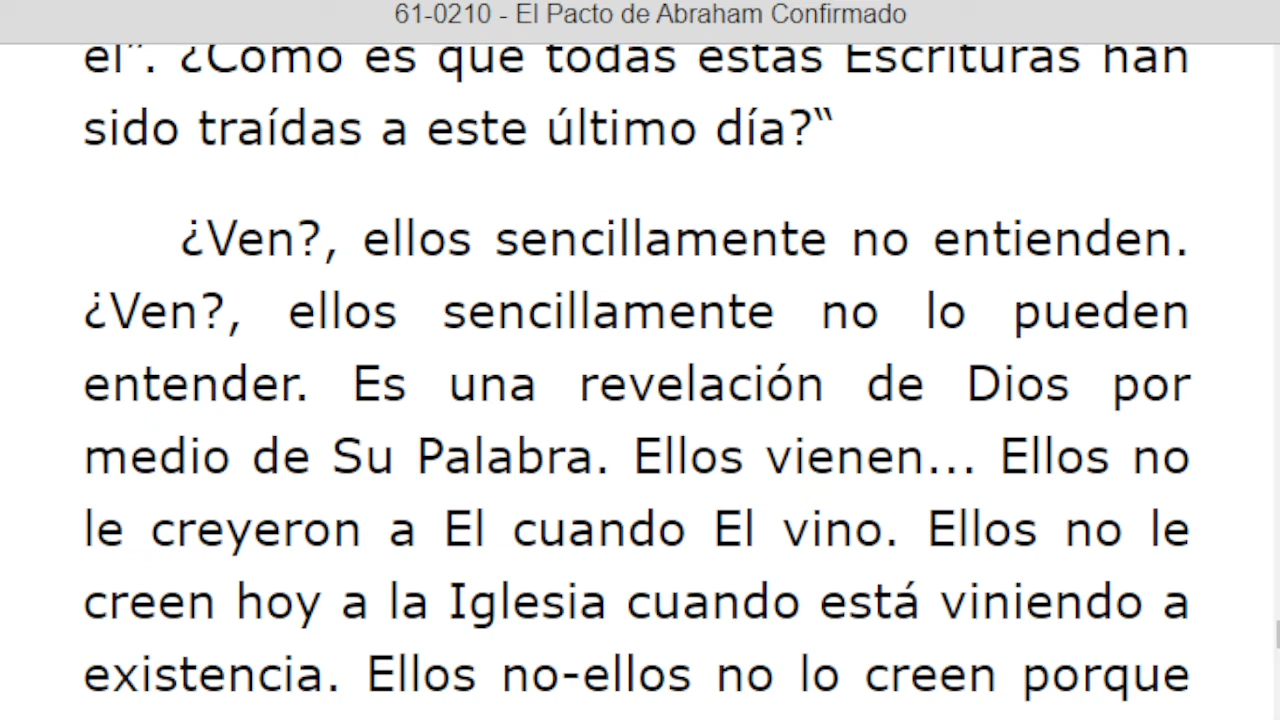 61-0210 - El Pacto de Abraham Confirmado
él”. ¿Cómo es que todas estas Escrituras han
sido traídas a este último día?“
¿Ven?, ellos sencillamente no entienden.
¿Ven?, ellos sencillamente no lo pueden
entender. Es una revelación de Dios por
medio de Su Palabra. Ellos vienen... Ellos no
le creyeron a El cuando El vino. Ellos no le
creen hoy a la Iglesia cuando está viniendo a
existencia. Ellos no-ellos no lo creen porque